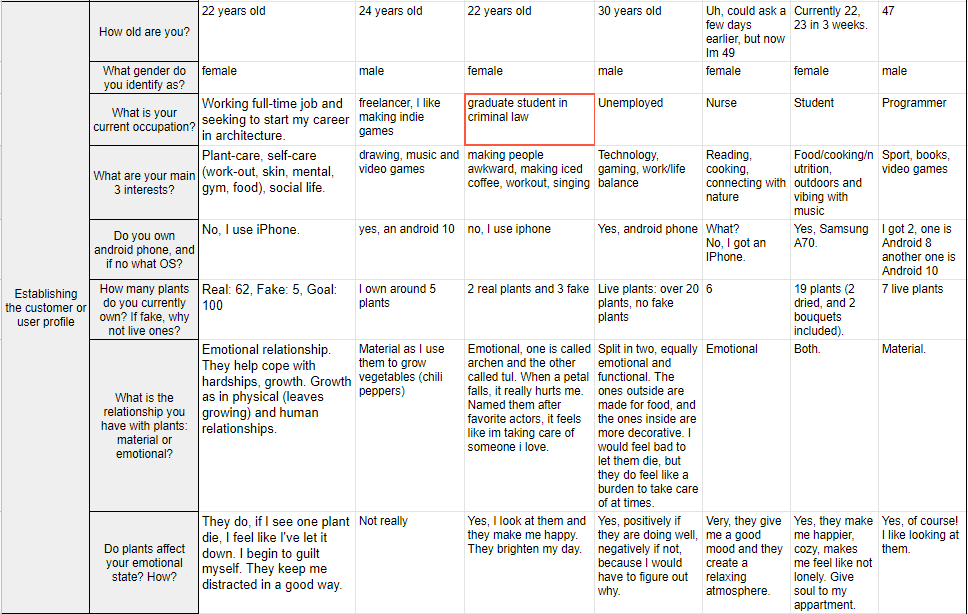 How old are you?
22 years old
24 years old
22 years old
30 years old
Uh, could ask a
few days
earlier, but now
Im 49
Currently 22,
23 in 3 weeks.
47
What gender do
you identify as?
female
male
female
male
female
female
male
What is your
current occupation?
Working full-time job and
seeking to start my career
in architecture.
freelancer, I like
making indie
games
graduate student in
criminal law
Unemployed
Nurse
Student
Programmer
What are your main
3 interests?
Plant-care, self-care
(work-out, skin, mental,
gym, food), social life.
drawing, music and
video games
making people
awkward, making iced
coffee, workout, singing
Technology,
gaming, work/life
balance
Reading,
cooking,
connecting with
nature
Food/cooking/n
utrition,
outdoors and
vibing with
music
Sport, books,
video games
Do you own
android phone, and
if no what OS?
No, I use iPhone.
yes, an android 10
no, I use iphone
Yes, android phone
What?
No, I got an
IPhone.
Yes, Samsung
A70.
I got 2, one is
Android 8
another one is
Android 10
Establishing
the customer or
user profile
How many plants
do you currently
own? If fake, why
not live ones?
Real: 62, Fake: 5, Goal:
100
I own around 5
plants
2 real plants and 3 fake
Live plants: over 20
plants, no fake
plants
6
19 plants (2
dried, and 2
bouquets
included).
7 live plants
What is the
relationship you
have with plants:
material or
emotional?
Emotional relationship.
They help cope with
hardships, growth. Growth
as in physical (leaves
growing) and human
relationships.
Material as I use
them to grow
vegetables (chili
peppers)
Emotional, one is called
archen and the other
called tul. When a petal
falls, it really hurts me.
Named them after
favorite actors, it feels
like im taking care of
someone i love.
Split in two, equally
emotional and
functional. The
ones outside are
made for food, and
the ones inside are
more decorative. I
would feel bad to
let them die, but
they do feel like a
burden to take care
of at times.
Emotional
Both.
Material.
Do plants affect
your emotional
state? How?
They do, if I see one plant
die, I feel like I've let it
down. I begin to guilt
myself. They keep me
distracted in a good way.
Not really
Yes, I look at them and
they make me happy.
They brighten my day.
Yes, positively if
they are doing well,
negatively if not,
because I would
have to figure out
why.
Very, they give
me a good
mood and they
create a
relaxing
atmosphere.
Yes, they make
me happier,
cozy, makes
me feel like not
lonely. Give
soul to my
appartment.
Yes, of course!
I like looking at
them.